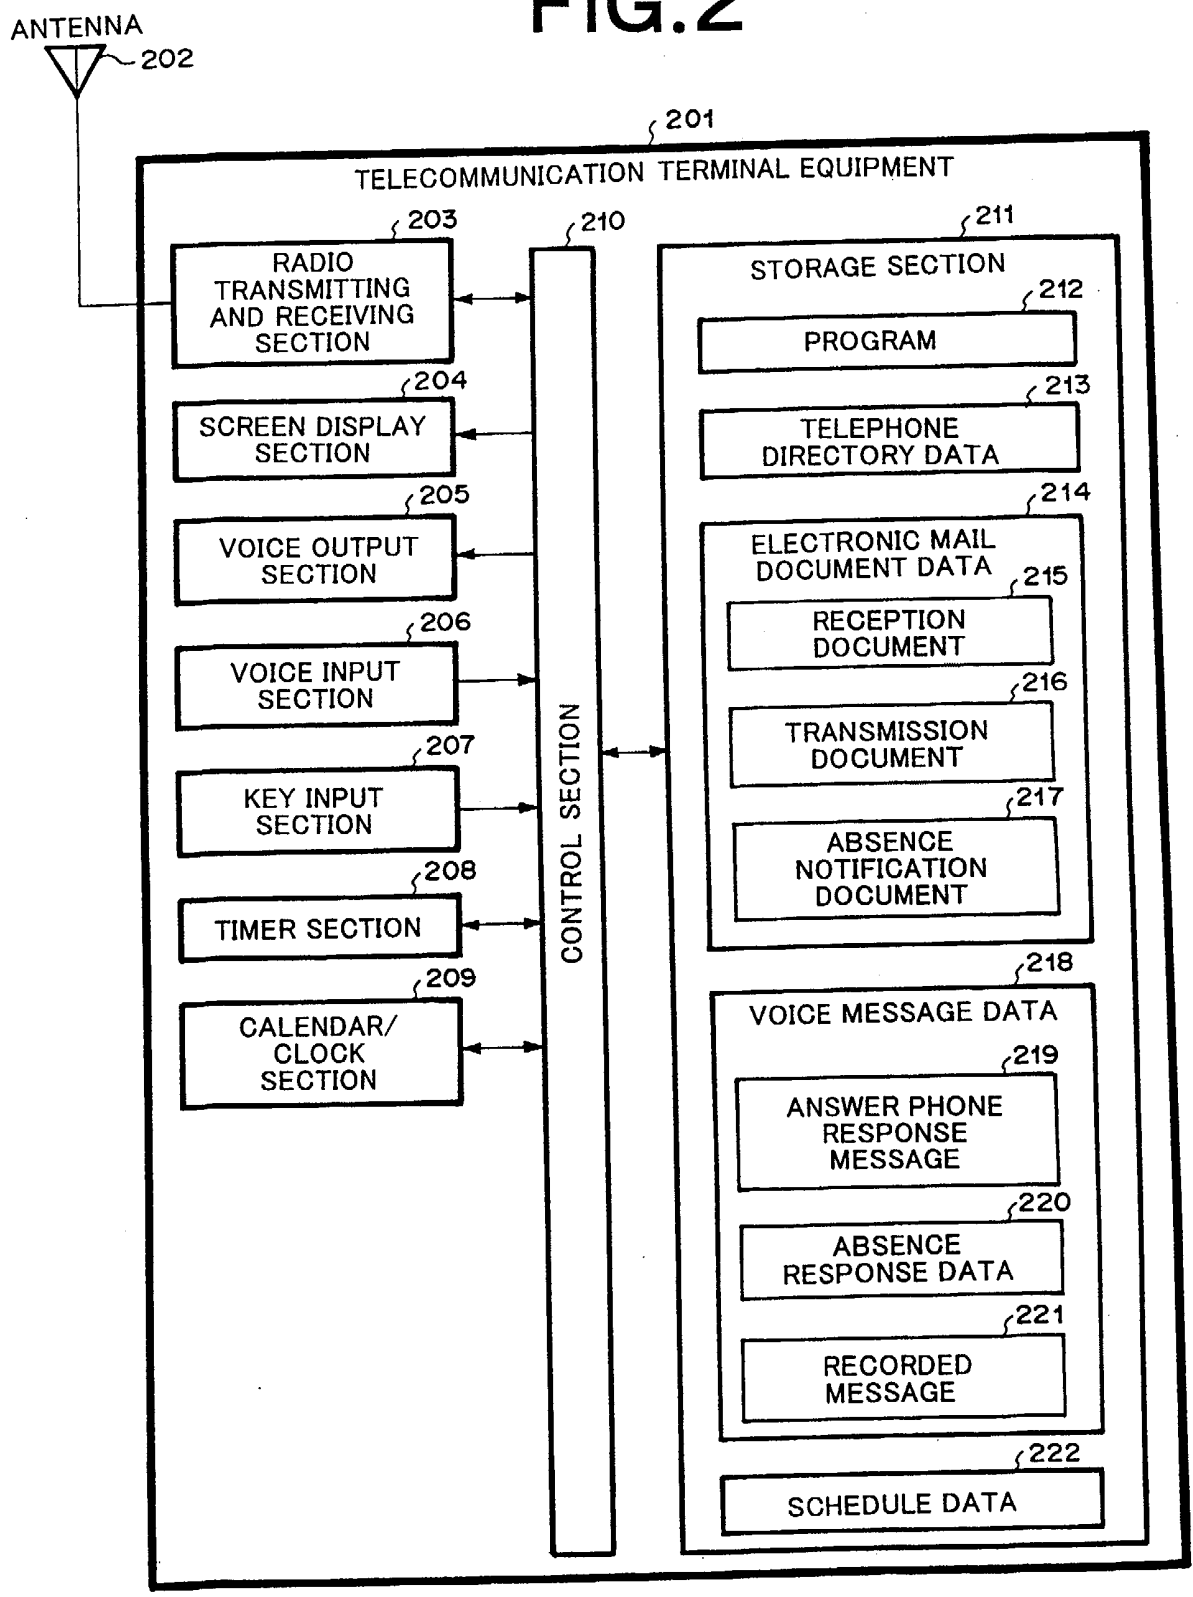 FIG.2
ANTENNA
202
201
TELECOMMUNICATION TERMINAL EQUIPMENT
203
RADIO
TRANSMITTING
AND RECEIVING
SECTION
204
SCREEN DISPLAY
SECTION
205
VOICE OUTPUT
SECTION
206
VOICE INPUT
SECTION
207
KEY INPUT
SECTION
208
TIMER SECTION
209
CALENDAR/
CLOCK
SECTION
210
CONTROL SECTION
211
STORAGE SECTION
212
PROGRAM
213
TELEPHONE
DIRECTORY DATA
214
ELECTRONIC MAIL
DOCUMENT DATA
215
RECEPTION
DOCUMENT
216
TRANSMISSION
DOCUMENT
217
ABSENCE
NOTIFICATION
DOCUMENT
218
VOICE MESSAGE DATA
219
ANSWER PHONE
RESPONSE
MESSAGE
220
ABSENCE
RESPONSE DATA
221
RECORDED
MESSAGE
222
SCHEDULE DATA